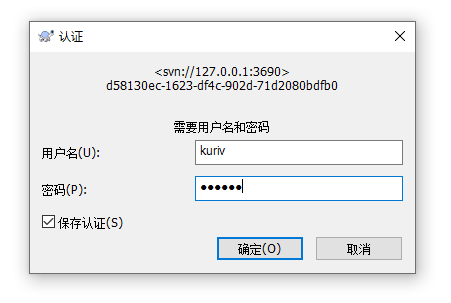 认证
<svn://127.0.0.1:3690>
d58130ec-1623-df4c-902d-71d2080bdfb0
需要用户名和密码
用户名(U): kuriv
密码(P): ●●●●●●
保存认证(S)
确定(O) 取消